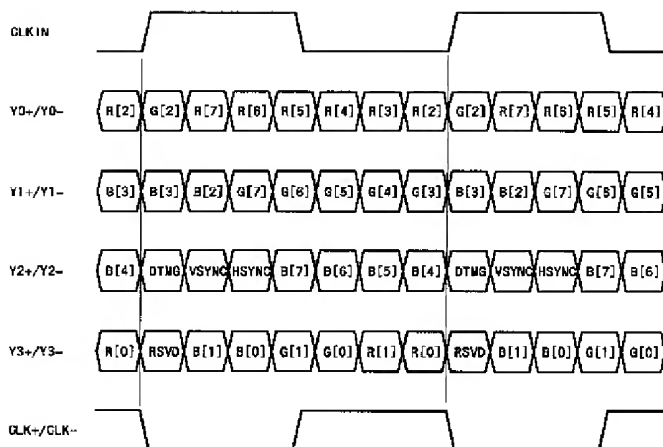 CLKIN
Y0+/Y0- R[2] G[2] R[7] R[6] R[5] R[4] R[3] R[2] G[2] R[7] R[6] R[5] R[4]
Y1+/Y1- G[3] B[3] B[2] G[7] G[6] G[5] G[4] G[3] B[3] B[2] G[7] G[6] G[5]
Y2+/Y2- B[4] DTMG VSYNC HSYNC B[7] B[6] B[5] B[4] DTMG VSYNC HSYNC B[7] B[6]
Y3+/Y3- R[0] RSVD B[1] B[0] G[1] G[0] R[1] R[0] RSVD B[1] B[0] G[1] G[0]
CLK+/CLK-